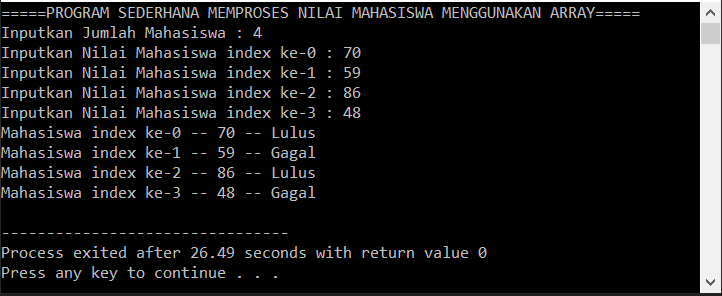 =====PROGRAM SEDERHANA MEMPROSES NILAI MAHASISWA MENGGUNAKAN ARRAY=====
Inputkan Jumlah Mahasiswa : 4
Inputkan Nilai Mahasiswa index ke-0 : 70
Inputkan Nilai Mahasiswa index ke-1 : 59
Inputkan Nilai Mahasiswa index ke-2 : 86
Inputkan Nilai Mahasiswa index ke-3 : 48
Mahasiswa index ke-0 -- 70 -- Lulus
Mahasiswa index ke-1 -- 59 -- Gagal
Mahasiswa index ke-2 -- 86 -- Lulus
Mahasiswa index ke-3 -- 48 -- Gagal
--------------------------------
Process exited after 26.49 seconds with return value 0
Press any key to continue . . .